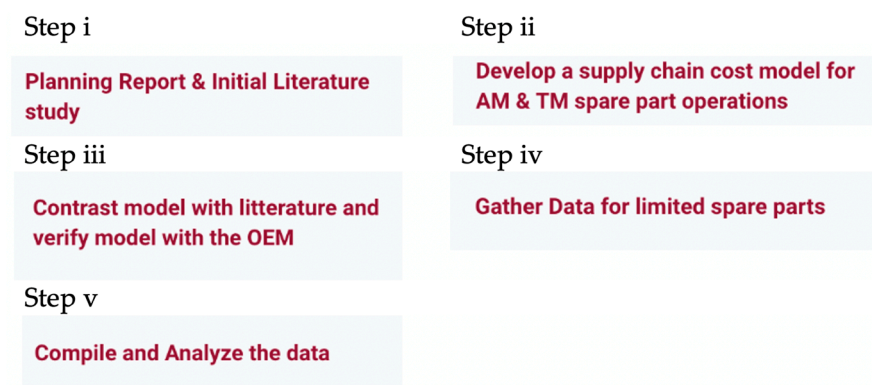 Step i
Planning Report & Initial Literature
study
Step ii
Develop a supply chain cost model for
AM & TM spare part operations
Step iii
Contrast model with litterature and
verify model with the OEM
Step iv
Gather Data for limited spare parts
Step v
Compile and Analyze the data